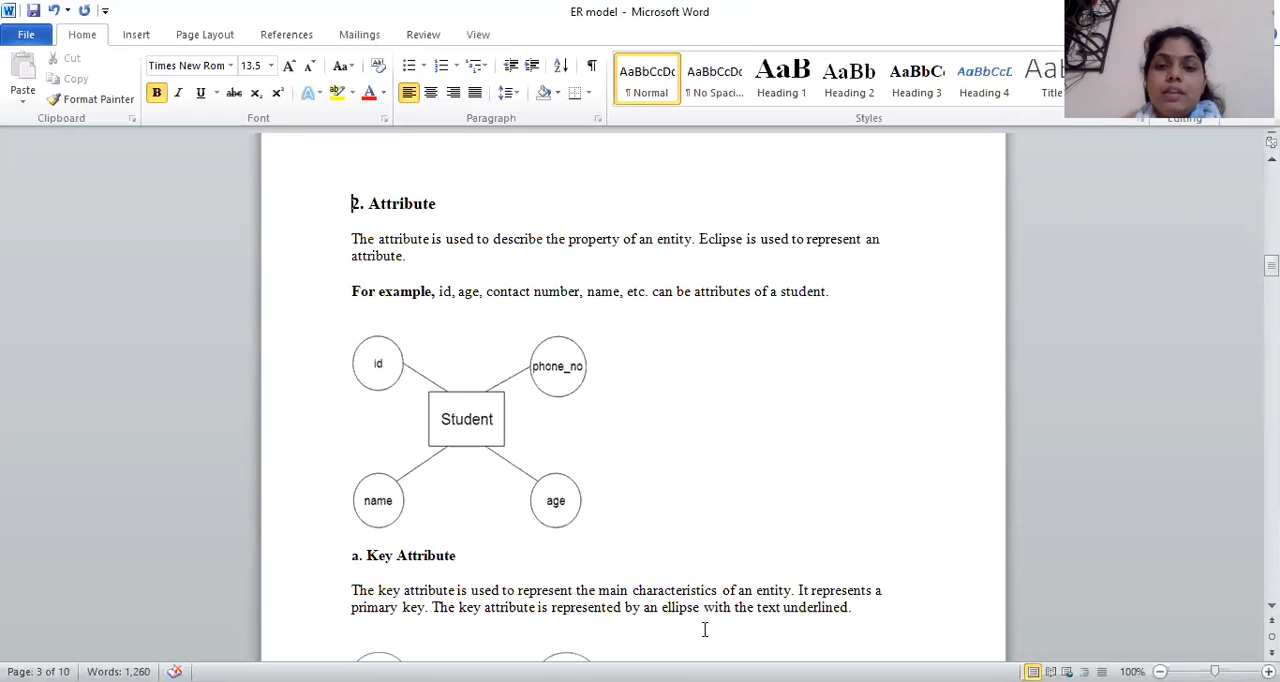 ER model - Microsoft Word
File Home Insert Page Layout References Mailings Review View
Cut
Copy
Format Painter
Paste
Times New Rom 13.5
AaBbCcDc AaBbCcDc AaB AaBb AaBbC AaBbCcD Aa
¶ Normal ¶ No Spaci... Heading 1 Heading 2 Heading 3 Heading 4 Title
Clipboard Font Paragraph Styles Editing
2. Attribute
The attribute is used to describe the property of an entity. Eclipse is used to represent an
attribute.
For example, id, age, contact number, name, etc. can be attributes of a student.
id
phone_no
Student
name
age
a. Key Attribute
The key attribute is used to represent the main characteristics of an entity. It represents a
primary key. The key attribute is represented by an ellipse with the text underlined.
Page: 3 of 10 Words: 1,260 100%